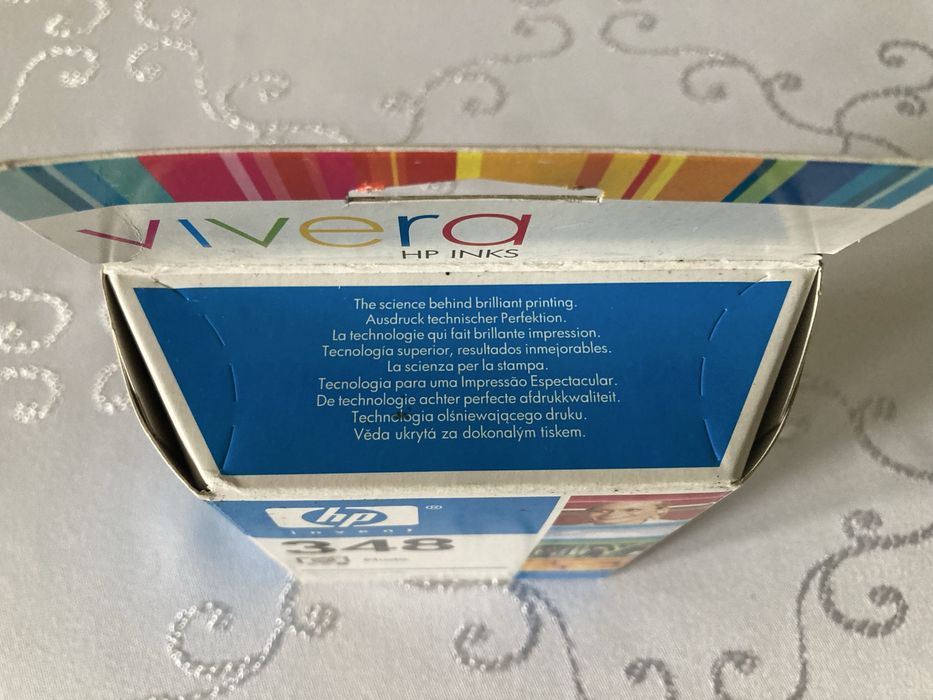 vivera
HP INKS
The science behind brilliant printing.
Ausdruck technischer Perfektion.
La technologie qui fait brillante impression.
Tecnología superior, resultados inmejorables.
La scienza per la stampa.
Tecnologia para uma Impressão Espectacular.
De technologie achter perfecte afdrukkwaliteit.
Technologia olśniewającego druku.
Věda ukrytá za dokonalým tiskem.
hp ®
invent
348
Photo